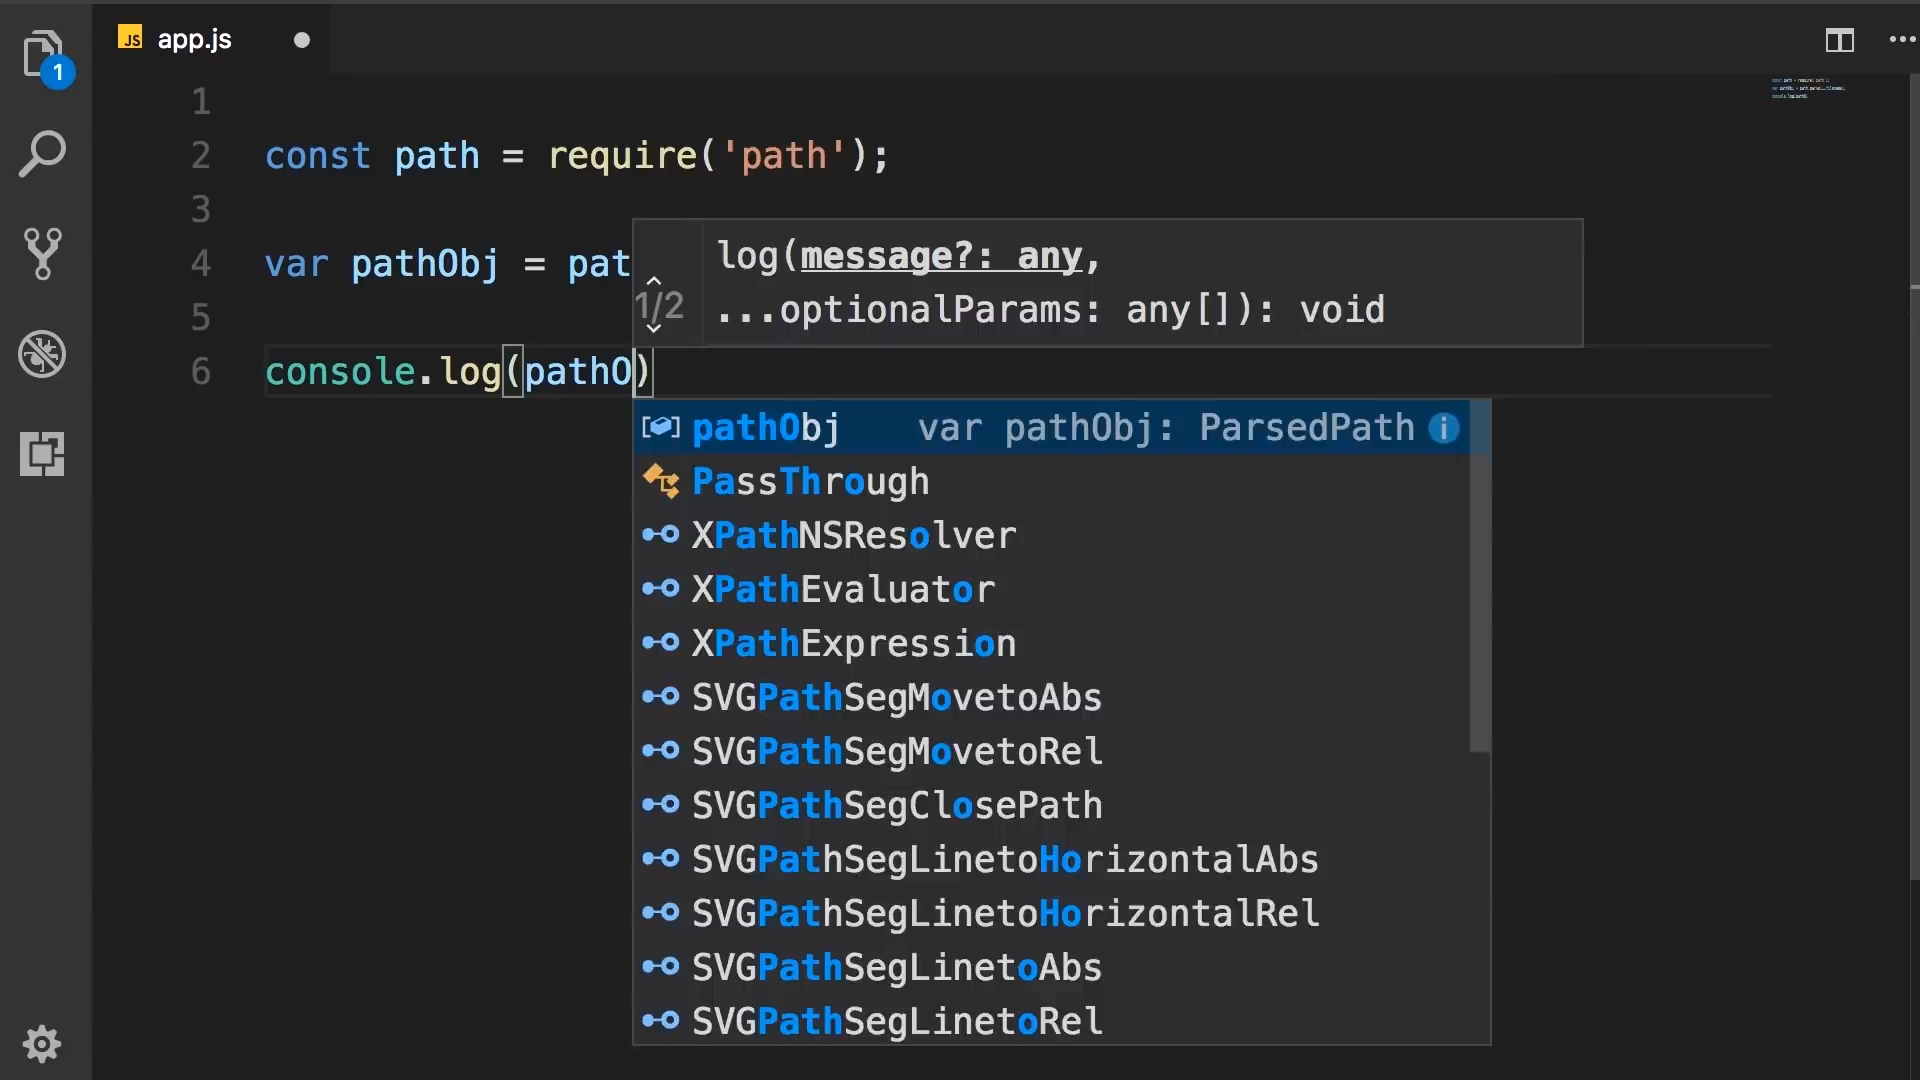 JS app.js
1
1
2 const path = require('path');
3
4 var pathObj = pat
5
6 console.log(pathO)
1/2
log(message?: any,
...optionalParams: any[]): void
pathObj var pathObj: ParsedPath i
PassThrough
XPathNSResolver
XPathEvaluator
XPathExpression
SVGPathSegMovetoAbs
SVGPathSegMovetoRel
SVGPathSegClosePath
SVGPathSegLinetoHorizontalAbs
SVGPathSegLinetoHorizontalRel
SVGPathSegLinetoAbs
SVGPathSegLinetoRel